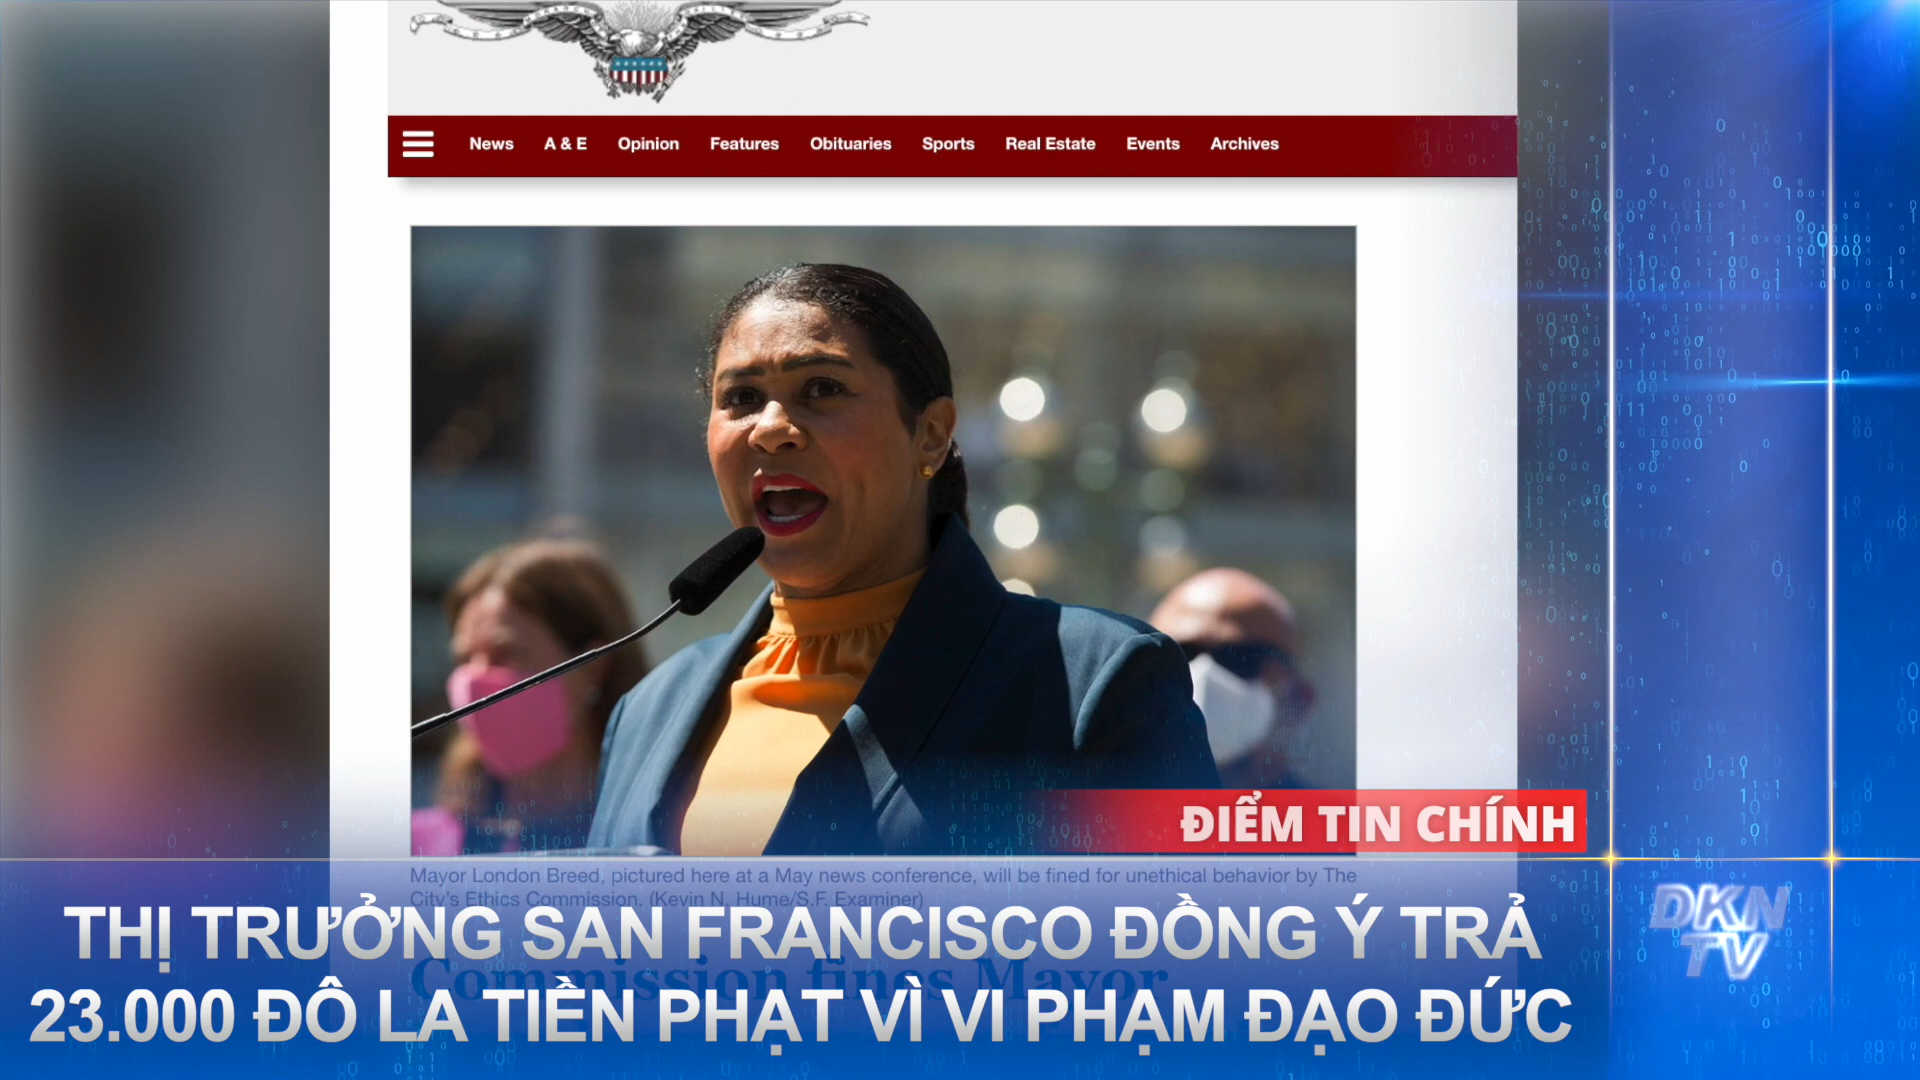 News A & E Opinion Features Obituaries Sports Real Estate Events Archives
ĐIỂM TIN CHÍNH
Mayor London Breed, pictured here at a May news conference, will be fined for unethical behavior by The
City's Ethics Commission. (Kevin N. Hume/S.F. Examiner)
THỊ TRƯỞNG SAN FRANCISCO ĐỒNG Ý TRẢ
Commission fines Mayor
23.000 ĐÔ LA TIỀN PHẠT VÌ VI PHẠM ĐẠO ĐỨC
DKN
TV